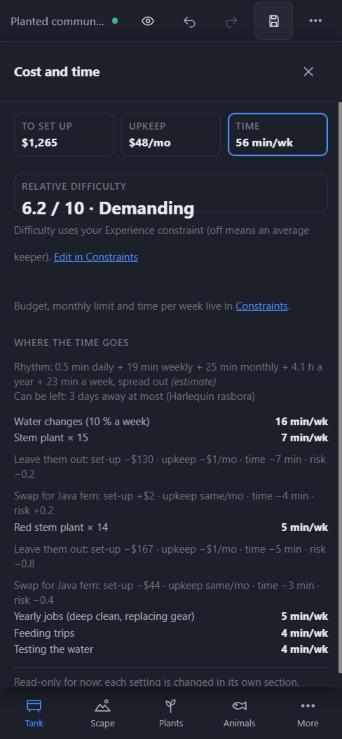 Planted commun...
Cost and time
TO SET UP
$1,265
UPKEEP
$48/mo
TIME
56 min/wk
RELATIVE DIFFICULTY
6.2 / 10 · Demanding
Difficulty uses your Experience constraint (off means an average
keeper). Edit in Constraints
Budget, monthly limit and time per week live in Constraints.
WHERE THE TIME GOES
Rhythm: 0.5 min daily + 19 min weekly + 25 min monthly + 4.1 h a
year + 23 min a week, spread out (estimate)
Can be left: 3 days away at most (Harlequin rasbora)
Water changes (10 % a week) 16 min/wk
Stem plant × 15 7 min/wk
Leave them out: set-up −$130 · upkeep −$1/mo · time −7 min · risk
−0.2
Swap for Java fern: set-up +$2 · upkeep same/mo · time −4 min ·
risk +0.2
Red stem plant × 14 5 min/wk
Leave them out: set-up −$167 · upkeep −$1/mo · time −5 min · risk
−0.8
Swap for Java fern: set-up −$44 · upkeep same/mo · time −3 min ·
risk −0.4
Yearly jobs (deep clean, replacing gear) 5 min/wk
Feeding trips 4 min/wk
Testing the water 4 min/wk
Read-only for now: each setting is changed in its own section.
Tank
Scape
Plants
Animals
More